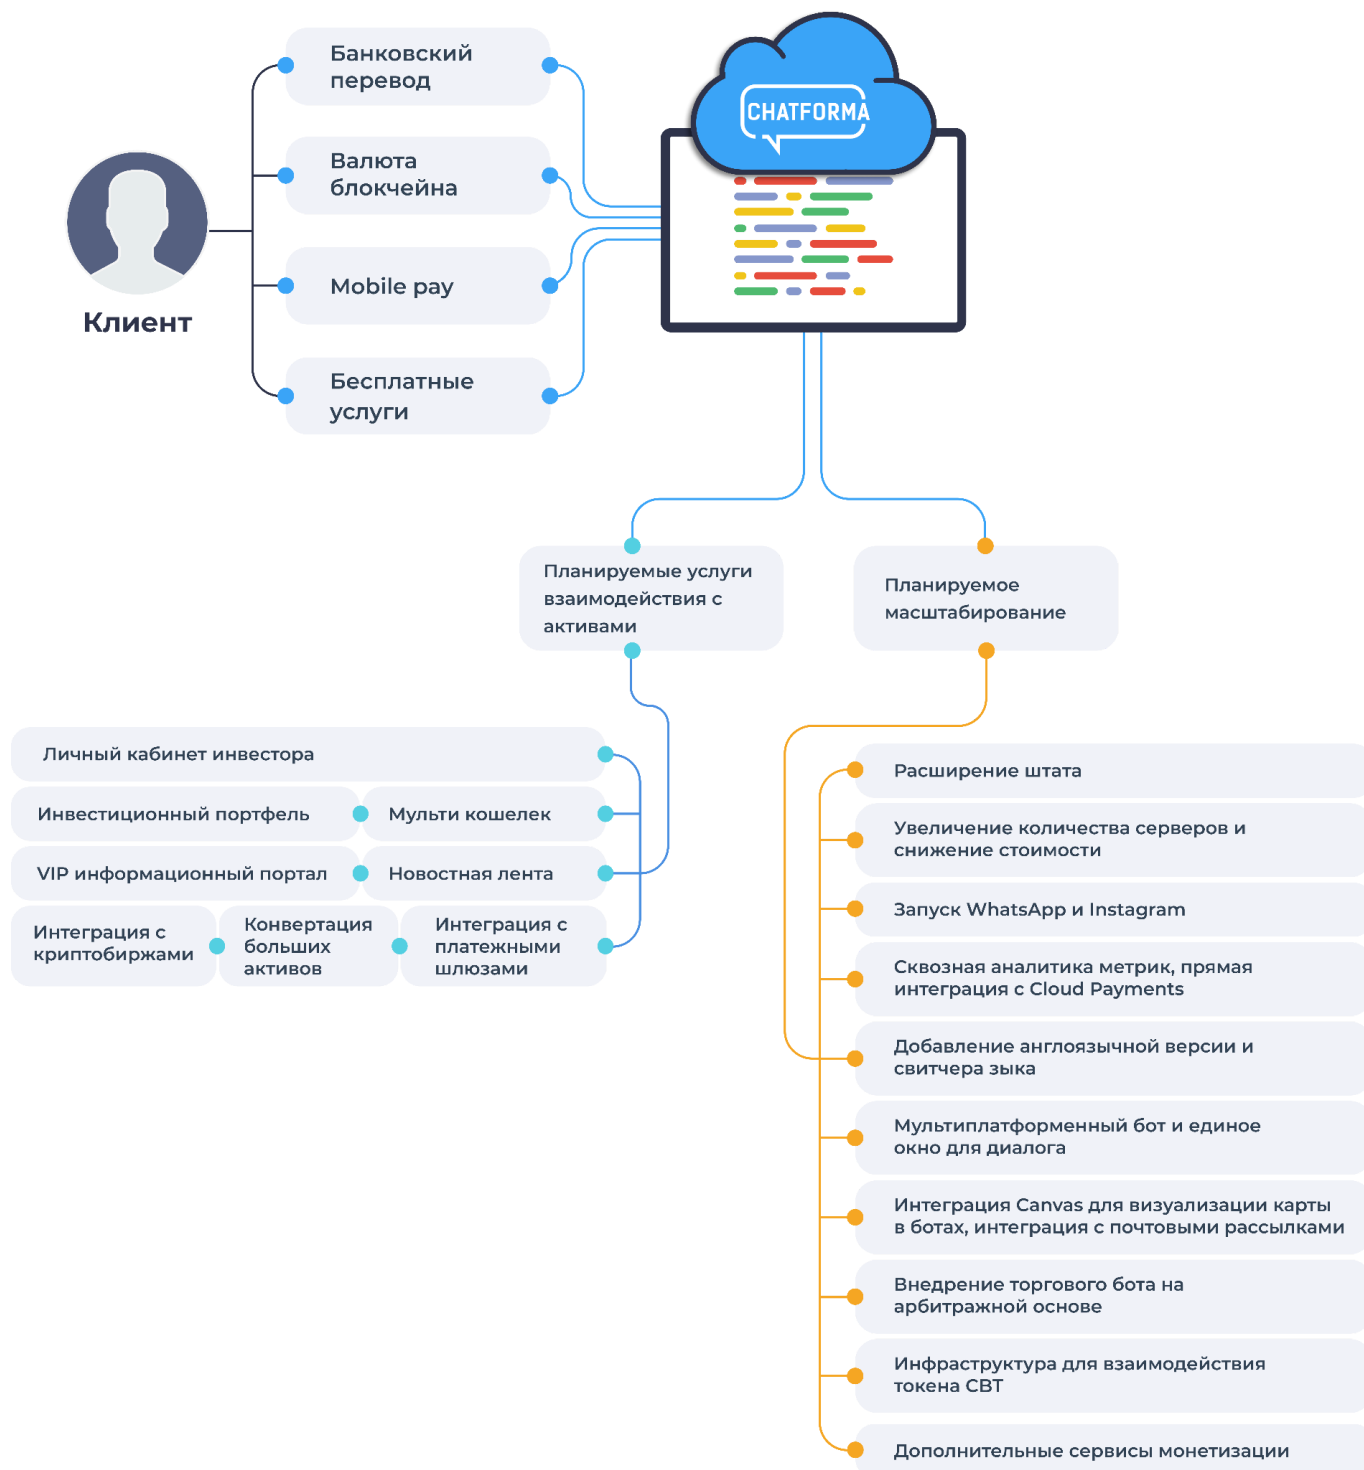 Банковский
перевод
CHATFORMA
Валюта
блокчейна
Mobile pay
Клиент
Бесплатные
услуги
Планируемые услуги
взаимодействия с
активами
Планируемое
масштабирование
Личный кабинет инвестора
Инвестиционный портфель
Мульти кошелек
VIP информационный портал
Новостная лента
Интеграция с
криптобиржами
Конвертация
больших
активов
Интеграция с
платежными
шлюзами
Расширение штата
Увеличение количества серверов и
снижение стоимости
Запуск WhatsApp и Instagram
Сквозная аналитика метрик, прямая
интеграция с Cloud Payments
Добавление англоязычной версии и
свитчера зыка
Мультиплатформенный бот и единое
окно для диалога
Интеграция Canvas для визуализации карты
в ботах, интеграция с почтовыми рассылками
Внедрение торгового бота на
арбитражной основе
Инфраструктура для взаимодействия
токена CBT
Дополнительные сервисы монетизации